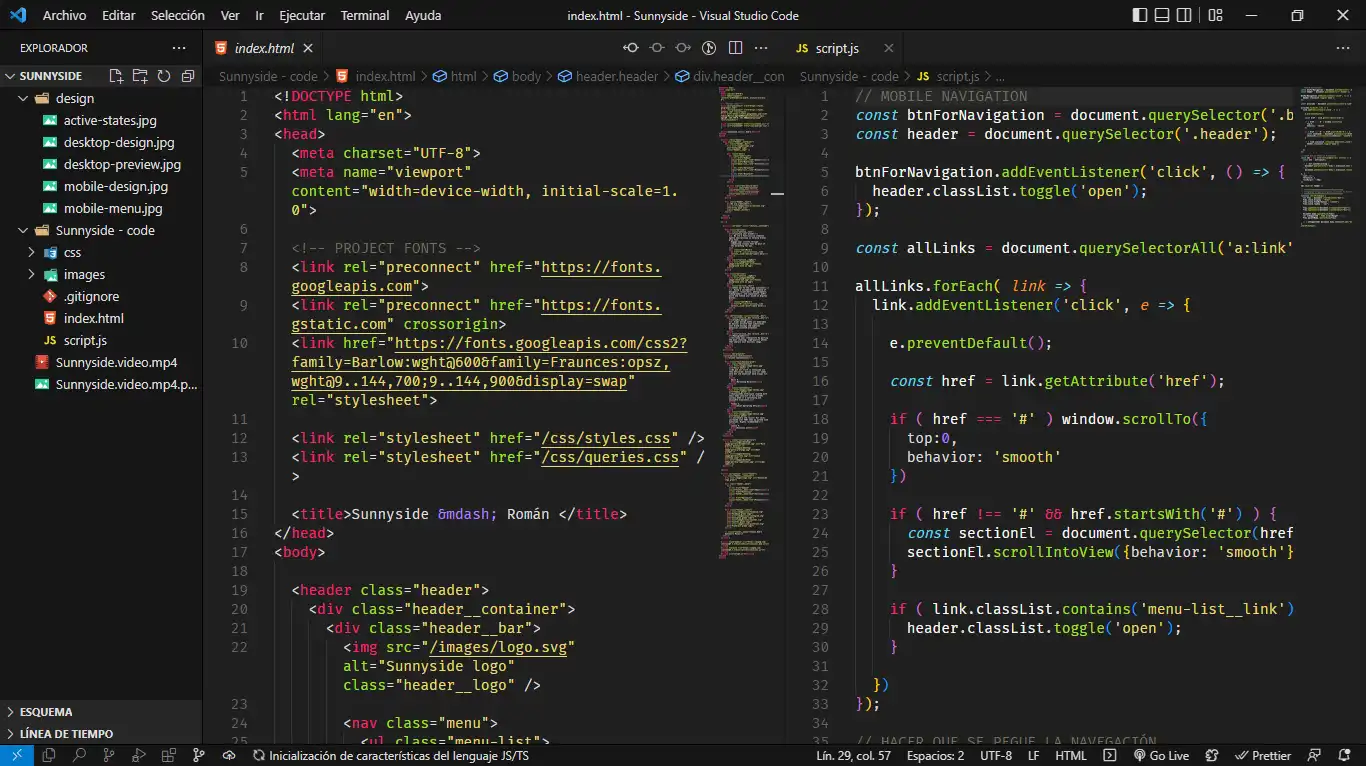 Archivo Editar Selección Ver Ir Ejecutar Terminal Ayuda
index.html - Sunnyside - Visual Studio Code
EXPLORADOR
SUNNYSIDE
design
active-states.jpg
desktop-design.jpg
desktop-preview.jpg
mobile-design.jpg
mobile-menu.jpg
Sunnyside - code
css
images
.gitignore
index.html
JS script.js
Sunnyside.video.mp4
Sunnyside.video.mp4.p...
ESQUEMA
LÍNEA DE TIEMPO
index.html
Sunnyside - code > index.html > html > body > header.header > div.header__con
1 <!DOCTYPE html>
2 <html lang="en">
3 <head>
4 <meta charset="UTF-8">
5 <meta name="viewport"
content="width=device-width, initial-scale=1.
0">
6
7 <!-- PROJECT FONTS -->
8 <link rel="preconnect" href="https://fonts.
googleapis.com">
9 <link rel="preconnect" href="https://fonts.
gstatic.com" crossorigin>
10 <link href="https://fonts.googleapis.com/css2?
family=Barlow:wght@600&family=Fraunces:opsz,
wght@9..144,700;9..144,900&display=swap"
rel="stylesheet">
11
12 <link rel="stylesheet" href="/css/styles.css" />
13 <link rel="stylesheet" href="/css/queries.css" /
>
14
15 <title>Sunnyside &mdash; Román </title>
16 </head>
17 <body>
18
19 <header class="header">
20 <div class="header__container">
21 <div class="header__bar">
22 <img src="/images/logo.svg"
alt="Sunnyside logo"
class="header__logo" />
23
24 <nav class="menu">
25 <ul class="menu-list">
JS script.js
Sunnyside - code > JS script.js > ...
1 // MOBILE NAVIGATION
2 const btnForNavigation = document.querySelector('.b
3 const header = document.querySelector('.header');
4
5 btnForNavigation.addEventListener('click', () => {
6 header.classList.toggle('open');
7 });
8
9 const allLinks = document.querySelectorAll('a:link'
10
11 allLinks.forEach( link => {
12 link.addEventListener('click', e => {
13
14 e.preventDefault();
15
16 const href = link.getAttribute('href');
17
18 if ( href === '#' ) window.scrollTo({
19 top:0,
20 behavior: 'smooth'
21 })
22
23 if ( href !== '#' && href.startsWith('#') ) {
24 const sectionEl = document.querySelector(href
25 sectionEl.scrollIntoView({behavior: 'smooth'}
26 }
27
28 if ( link.classList.contains('menu-list__link')
29 header.classList.toggle('open');
30 }
31
32 })
33 });
34
35 // HACER QUE SE PEGUE LA NAVEGACIÓN
Inicialización de características del lenguaje JS/TS
Lín. 29, col. 57 Espacios: 2 UTF-8 LF HTML Go Live Prettier